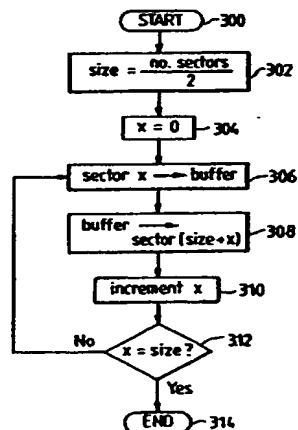 START 300
size = no. sectors
2
302
x = 0 304
sector x → buffer 306
buffer →
sector (size+x) 308
increment x 310
No x = size? 312
Yes
END 314